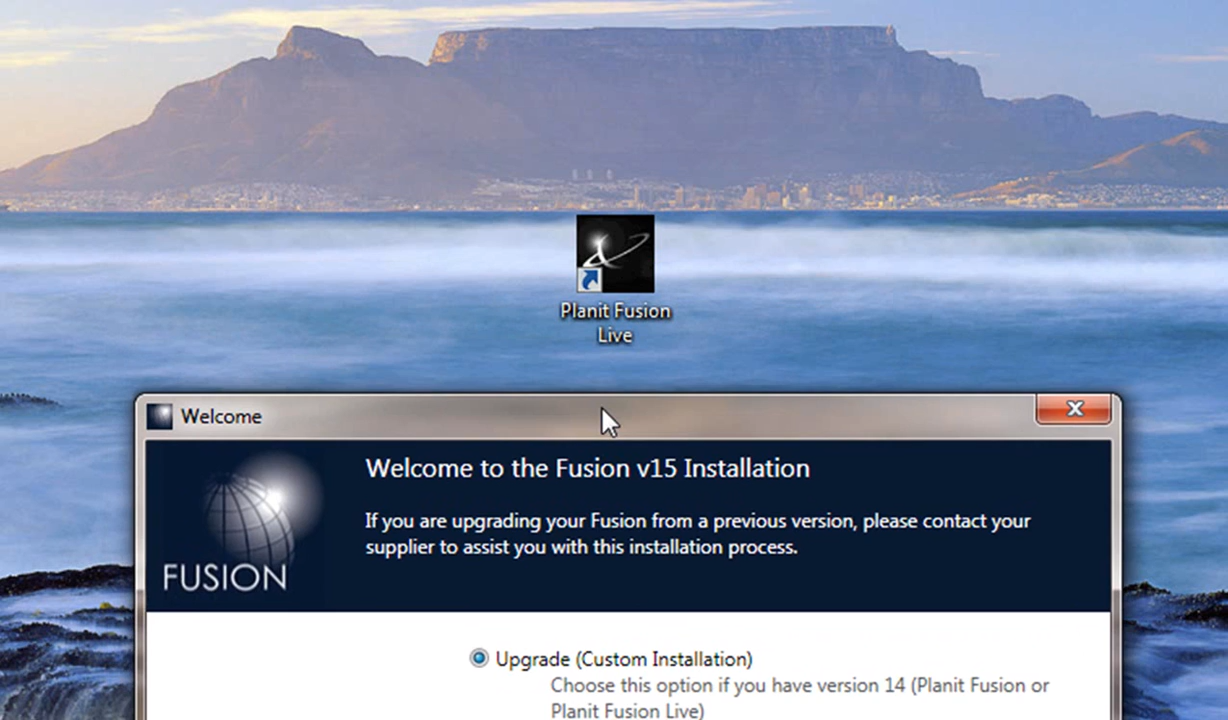 Planit Fusion
Live
Welcome
Welcome to the Fusion v15 Installation
If you are upgrading your Fusion from a previous version, please contact your
supplier to assist you with this installation process.
FUSION
Upgrade (Custom Installation)
Choose this option if you have version 14 (Planit Fusion or
Planit Fusion Live)